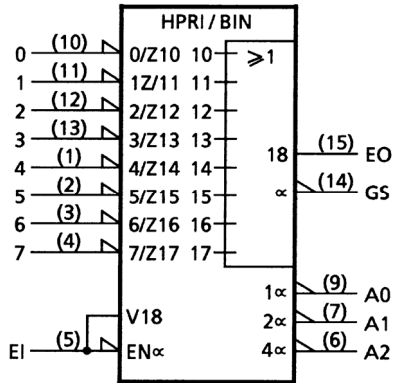 HPRI/BIN
0 (10) 0/Z10 10 ⩾1
1 (11) 1Z/11 11
2 (12) 2/Z12 12
3 (13) 3/Z13 13
4 (1) 4/Z14 14 18 (15) EO
5 (2) 5/Z15 15 ∝ (14) GS
6 (3) 6/Z16 16
7 (4) 7/Z17 17
1∝ (9) A0
V18 2∝ (7) A1
EI (5) EN∝ 4∝ (6) A2